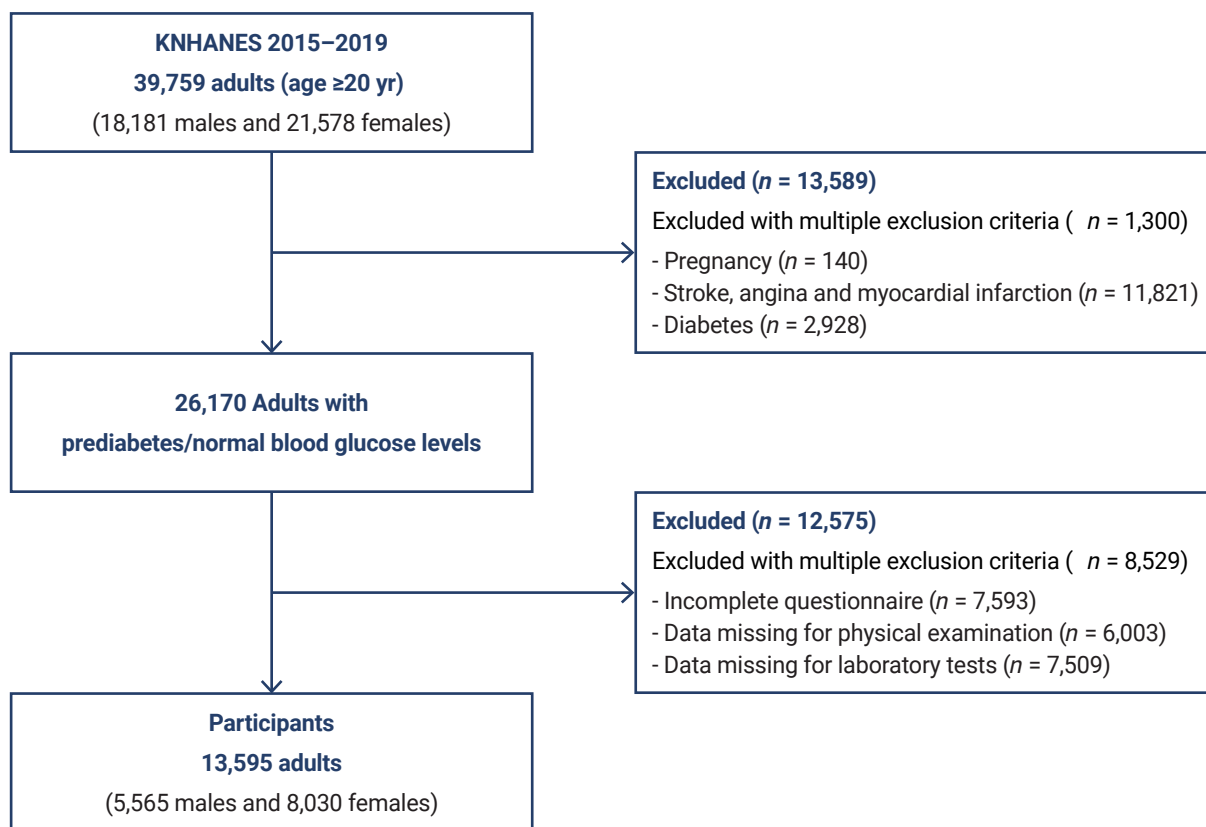 KNHANES 2015–2019
39,759 adults (age ≥20 yr)
(18,181 males and 21,578 females)
Excluded (n = 13,589)
Excluded with multiple exclusion criteria ( n = 1,300)
- Pregnancy (n = 140)
- Stroke, angina and myocardial infarction (n = 11,821)
- Diabetes (n = 2,928)
26,170 Adults with
prediabetes/normal blood glucose levels
Excluded (n = 12,575)
Excluded with multiple exclusion criteria ( n = 8,529)
- Incomplete questionnaire (n = 7,593)
- Data missing for physical examination (n = 6,003)
- Data missing for laboratory tests (n = 7,509)
Participants
13,595 adults
(5,565 males and 8,030 females)